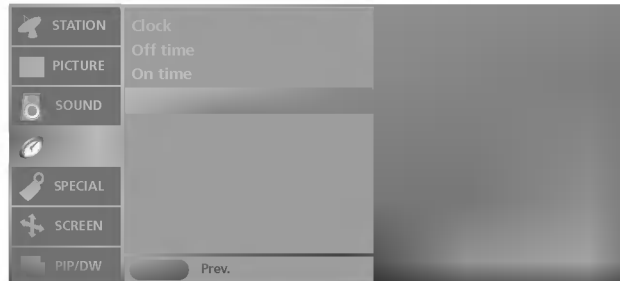 STATION
PICTURE
SOUND
SPECIAL
SCREEN
PIP/DW
Clock
Off time
On time
Prev.